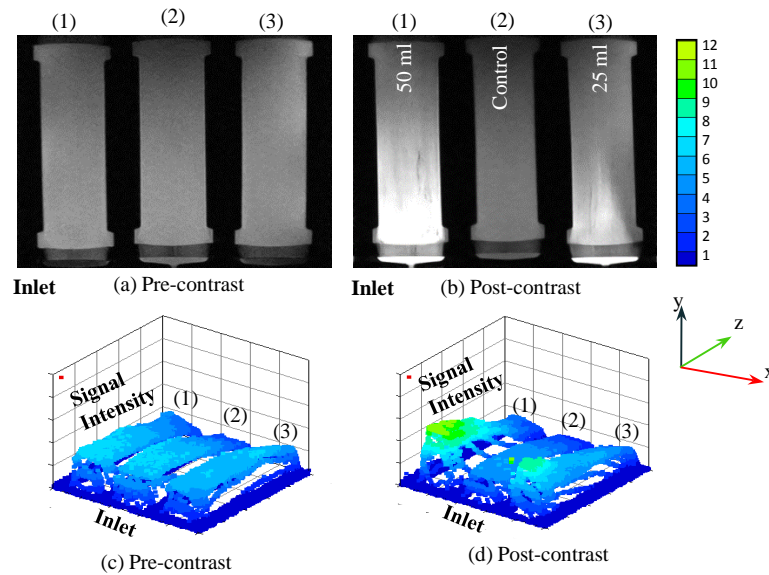 (1)
(2)
(3)
(1)
(2)
(3)
50 ml
Control
25 ml
12
11
10
9
8
7
6
5
4
3
2
1
Inlet
(a) Pre-contrast
Inlet
(b) Post-contrast
y
z
x
Signal
Intensity
(1)
(2)
(3)
Inlet
(c) Pre-contrast
Signal
Intensity
(1)
(2)
(3)
Inlet
(d) Post-contrast